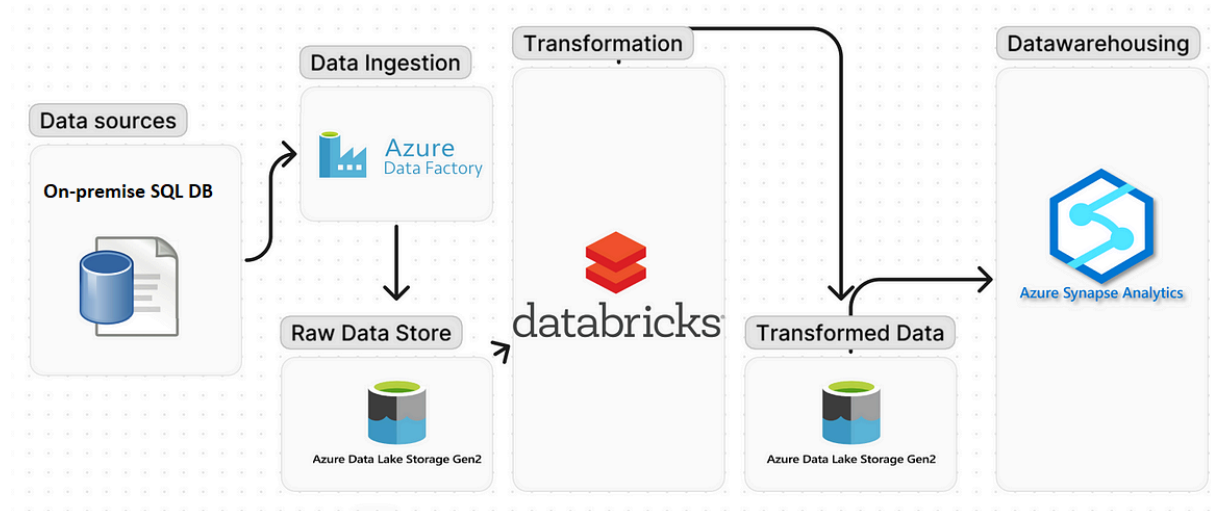 Data sources
On-premise SQL DB
Data Ingestion
Azure
Data Factory
Raw Data Store
Azure Data Lake Storage Gen2
Transformation
databricks
Transformed Data
Azure Data Lake Storage Gen2
Datawarehousing
Azure Synapse Analytics